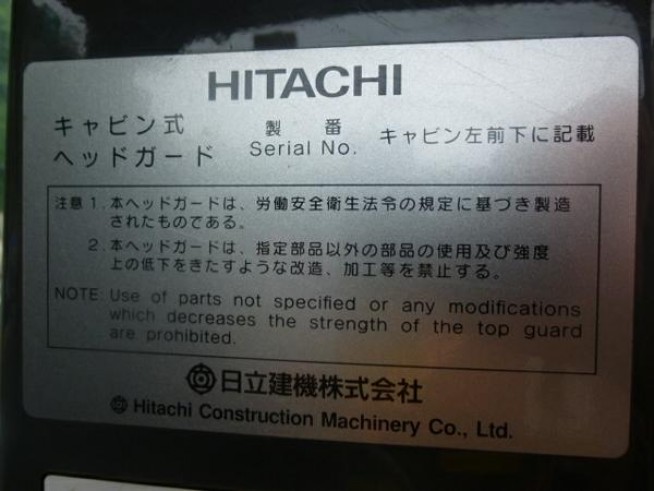 HITACHI
キャビン式 製番 キャビン左前下に記載
ヘッドガード Serial No.
注意 1. 本ヘッドガードは、労働安全衛生法令の規定に基づき製造
されたものである。
2. 本ヘッドガードは、指定部品以外の部品の使用及び強度
上の低下をきたすような改造、加工等を禁止する。
NOTE: Use of parts not specified or any modifications
which decreases the strength of the top guard
are prohibited.
日立建機株式会社
Hitachi Construction Machinery Co., Ltd.